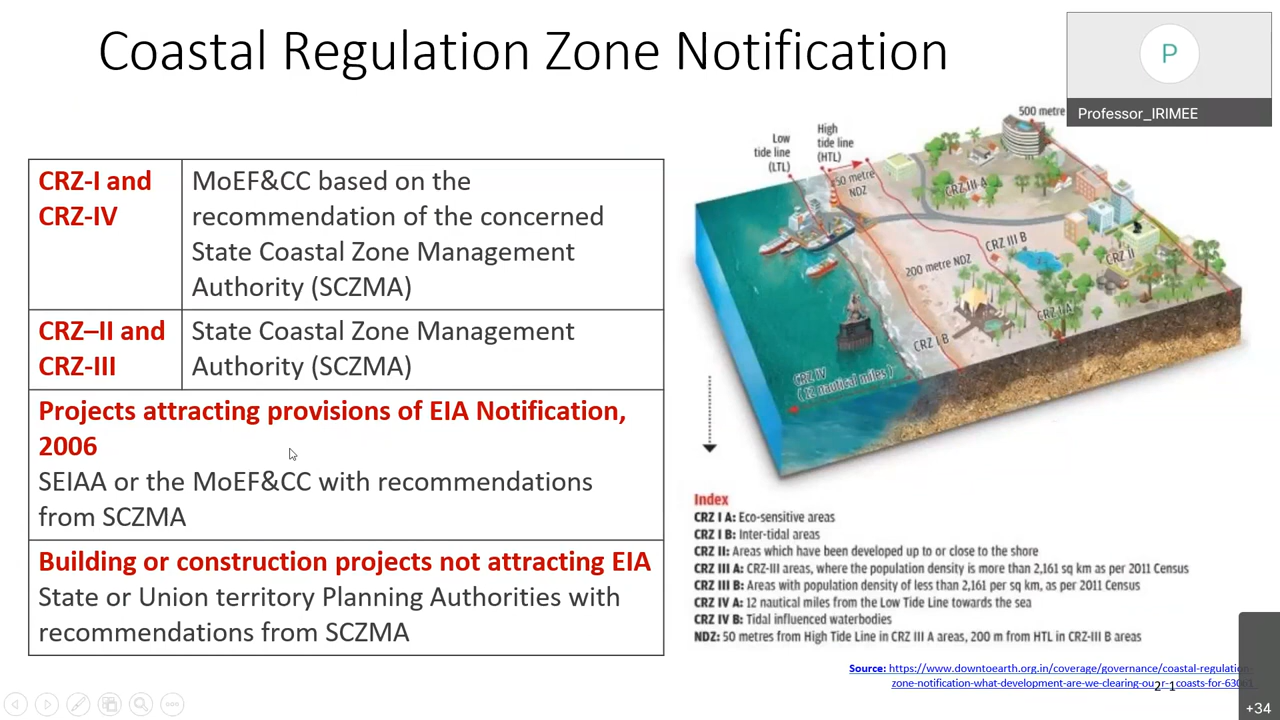 Coastal Regulation Zone Notification
P
Professor_IRIMEE
CRZ-I and
CRZ-IV
MoEF&CC based on the
recommendation of the concerned
State Coastal Zone Management
Authority (SCZMA)
CRZ–II and
CRZ-III
State Coastal Zone Management
Authority (SCZMA)
Projects attracting provisions of EIA Notification,
2006
SEIAA or the MoEF&CC with recommendations
from SCZMA
Building or construction projects not attracting EIA
State or Union territory Planning Authorities with
recommendations from SCZMA
500 metre
Low
tide line
(LTL)
High
tide line
(HTL)
50 metre
NDZ
CRZ III A
CRZ III B
200 metre NDZ
CRZ II
CRZ I A
CRZ I B
CRZ IV
( 12 nautical miles )
Index
CRZ I A: Eco-sensitive areas
CRZ I B: Inter-tidal areas
CRZ II: Areas which have been developed up to or close to the shore
CRZ III A: CRZ-III areas, where the population density is more than 2,161 sq km as per 2011 Census
CRZ III B: Areas with population density of less than 2,161 per sq km, as per 2011 Census
CRZ IV A: 12 nautical miles from the Low Tide Line towards the sea
CRZ IV B: Tidal influenced waterbodies
NDZ: 50 metres from High Tide Line in CRZ III A areas, 200 m from HTL in CRZ-III B areas
Source: https://www.downtoearth.org.in/coverage/governance/coastal-regulation-
zone-notification-what-development-are-we-clearing-our-coasts-for-63061
2 1
+34